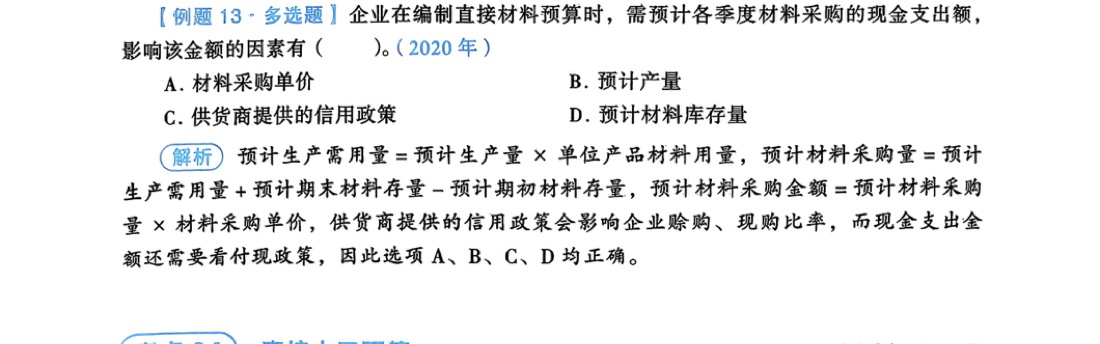 【例题 13·多选题】企业在编制直接材料预算时，需预计各季度材料采购的现金支出额，
影响该金额的因素有（　　）。（2020 年）
A. 材料采购单价　　B. 预计产量
C. 供货商提供的信用政策　　D. 预计材料库存量
解析　预计生产需用量 = 预计生产量 × 单位产品材料用量，预计材料采购量 = 预计
生产需用量 + 预计期末材料存量 - 预计期初材料存量，预计材料采购金额 = 预计材料采购
量 × 材料采购单价，供货商提供的信用政策会影响企业赊购、现购比率，而现金支出金
额还需要看付现政策，因此选项 A、B、C、D 均正确。